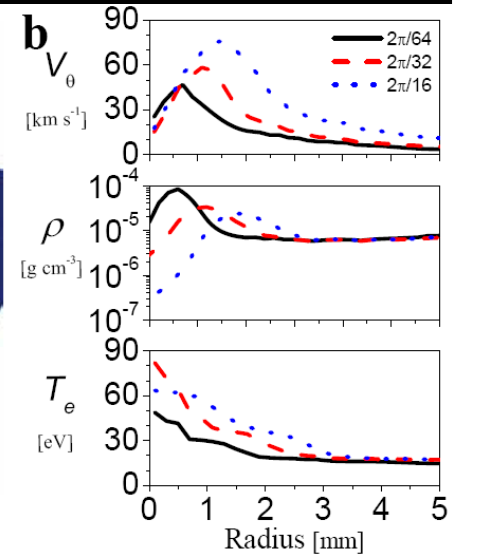 b
90
60
30
0
V_θ
[km s⁻¹]
2π/64
2π/32
2π/16
10⁻⁴
10⁻⁵
10⁻⁶
10⁻⁷
ρ
[g cm⁻³]
90
60
30
0
T_e
[eV]
0 1 2 3 4 5
Radius [mm]